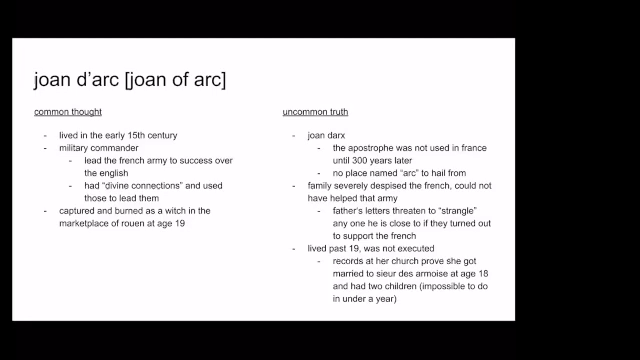 joan d'arc [joan of arc]
common thought
- lived in the early 15th century
- military commander
- lead the french army to success over
the english
- had "divine connections" and used
those to lead them
- captured and burned as a witch in the
marketplace of rouen at age 19
uncommon truth
- joan darx
- the apostrophe was not used in france
until 300 years later
- no place named "arc" to hail from
- family severely despised the french, could not
have helped that army
- father's letters threaten to "strangle"
any one he is close to if they turned out
to support the french
- lived past 19, was not executed
- records at her church prove she got
married to sieur des armoise at age 18
and had two children (impossible to do
in under a year)